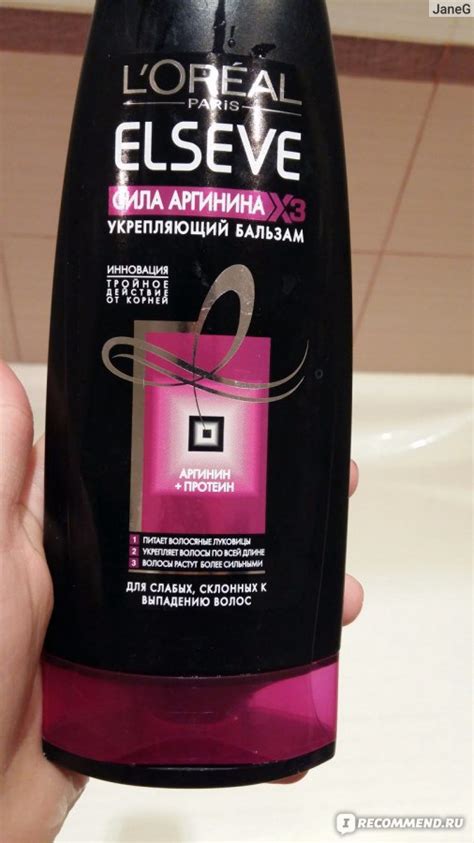 JaneG
L'ORÉAL
PARIS
ELSEVE
СИЛА АРГИНИНА X3
УКРЕПЛЯЮЩИЙ БАЛЬЗАМ
ИННОВАЦИЯ
ТРОЙНОЕ
ДЕЙСТВИЕ
ОТ КОРНЕЙ
АРГИНИН
+ ПРОТЕИН
1 ПИТАЕТ ВОЛОСЯНЫЕ ЛУКОВИЦЫ
2 УКРЕПЛЯЕТ ВОЛОСЫ ПО ВСЕЙ ДЛИНЕ
3 ВОЛОСЫ РАСТУТ БОЛЕЕ СИЛЬНЫМИ
ДЛЯ СЛАБЫХ, СКЛОННЫХ К
ВЫПАДЕНИЮ ВОЛОС
I RECOMMEND.RU